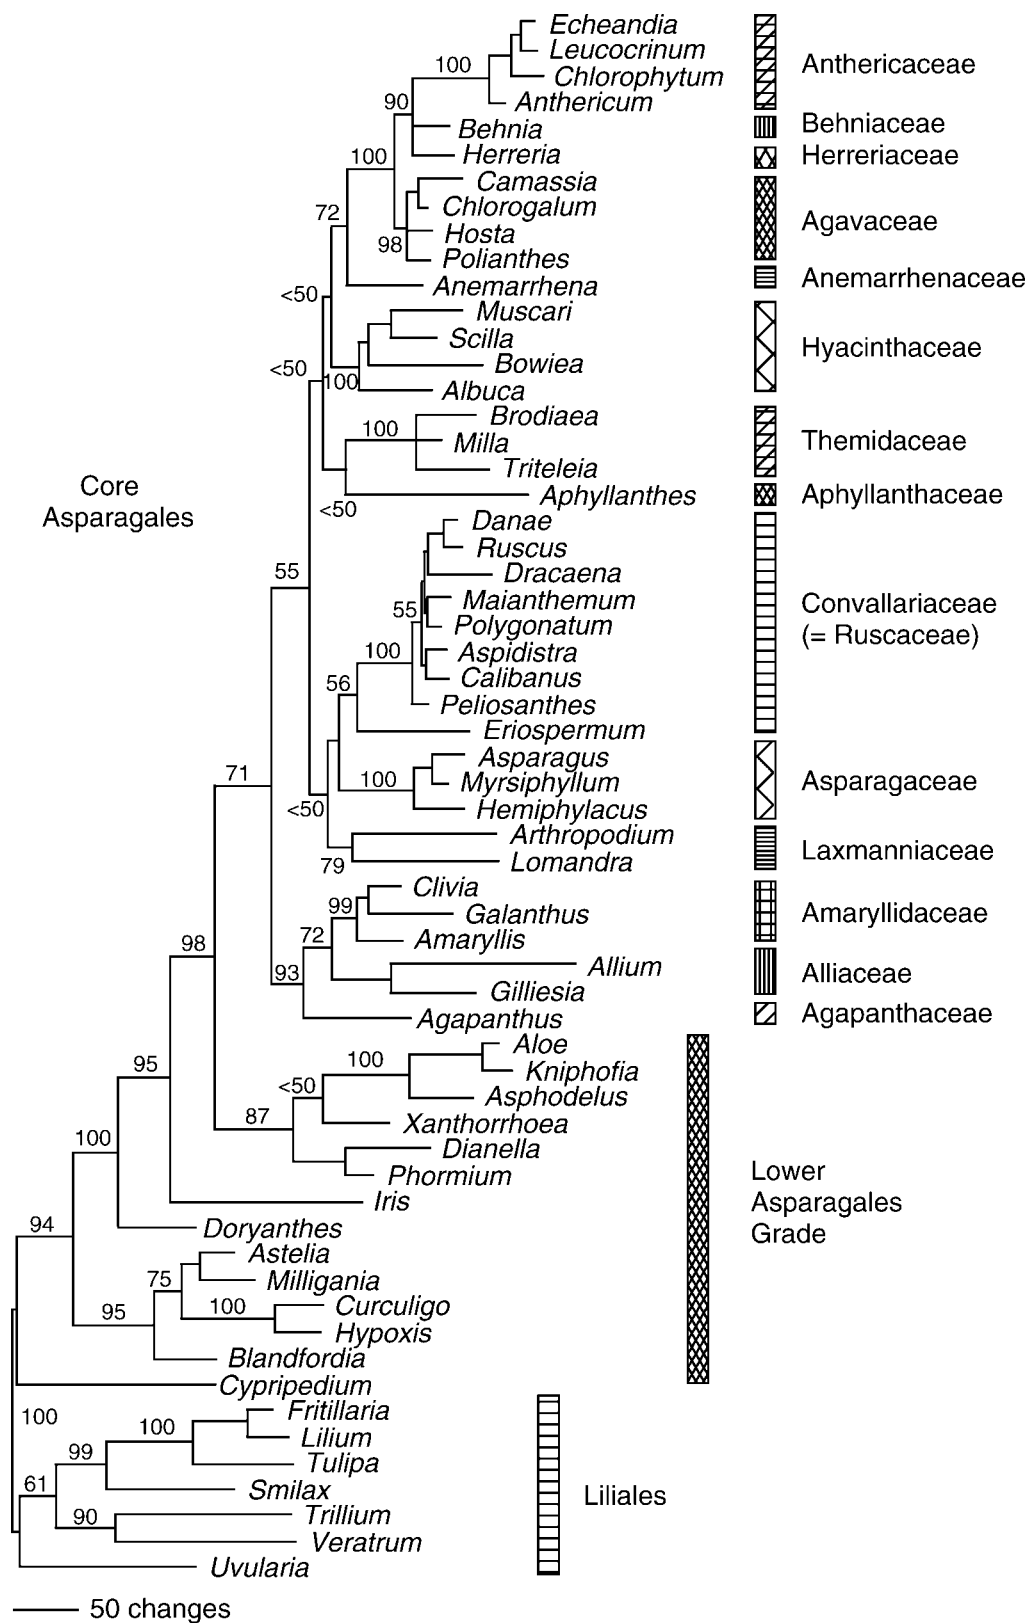 Echeandia
Leucocrinum
Chlorophytum
Anthericum
Behnia
Herreria
Camassia
Chlorogalum
Hosta
Polianthes
Anemarrhena
Muscari
Scilla
Bowiea
Albuca
Brodiaea
Milla
Triteleia
Aphyllanthes
Danae
Ruscus
Dracaena
Maianthemum
Polygonatum
Aspidistra
Calibanus
Peliosanthes
Eriospermum
Asparagus
Myrsiphyllum
Hemiphylacus
Arthropodium
Lomandra
Clivia
Galanthus
Amaryllis
Allium
Gilliesia
Agapanthus
Aloe
Kniphofia
Asphodelus
Xanthorrhoea
Dianella
Phormium
Iris
Doryanthes
Astelia
Milligania
Curculigo
Hypoxis
Blandfordia
Cypripedium
Fritillaria
Lilium
Tulipa
Smilax
Trillium
Veratrum
Uvularia
Anthericaceae
Behniaceae
Herreriaceae
Agavaceae
Anemarrhenaceae
Hyacinthaceae
Themidaceae
Aphyllanthaceae
Convallariaceae
(= Ruscaceae)
Asparagaceae
Laxmanniaceae
Amaryllidaceae
Alliaceae
Agapanthaceae
Lower
Asparagales
Grade
Liliales
Core
Asparagales
100
90
100
72
98
<50
<50
100
100
<50
55
55
100
56
100
71
<50
79
99
72
98
93
100
95
<50
87
100
94
75
100
95
100
100
99
61
90
50 changes